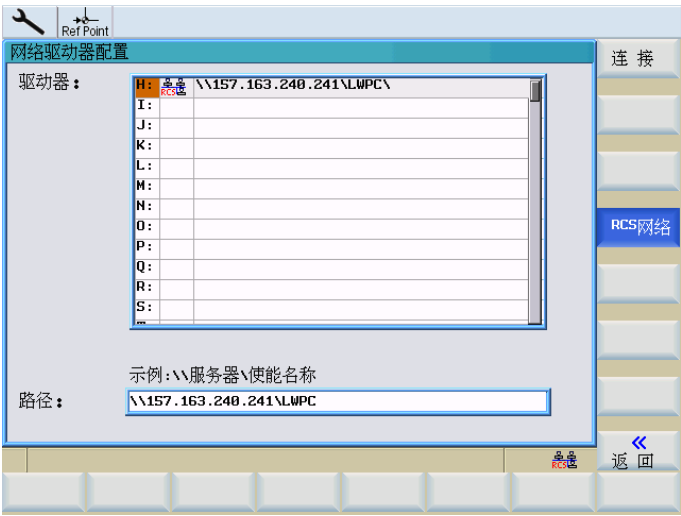 Ref Point
网络驱动器配置
连接
驱动器：
H: RCS \\157.163.240.241\LWPC\
I:
J:
K:
L:
M:
N:
O:
P:
Q:
R:
S:
RCS网络
示例:\\服务器\使能名称
路径：
\\157.163.240.241\LWPC
RCS
返回